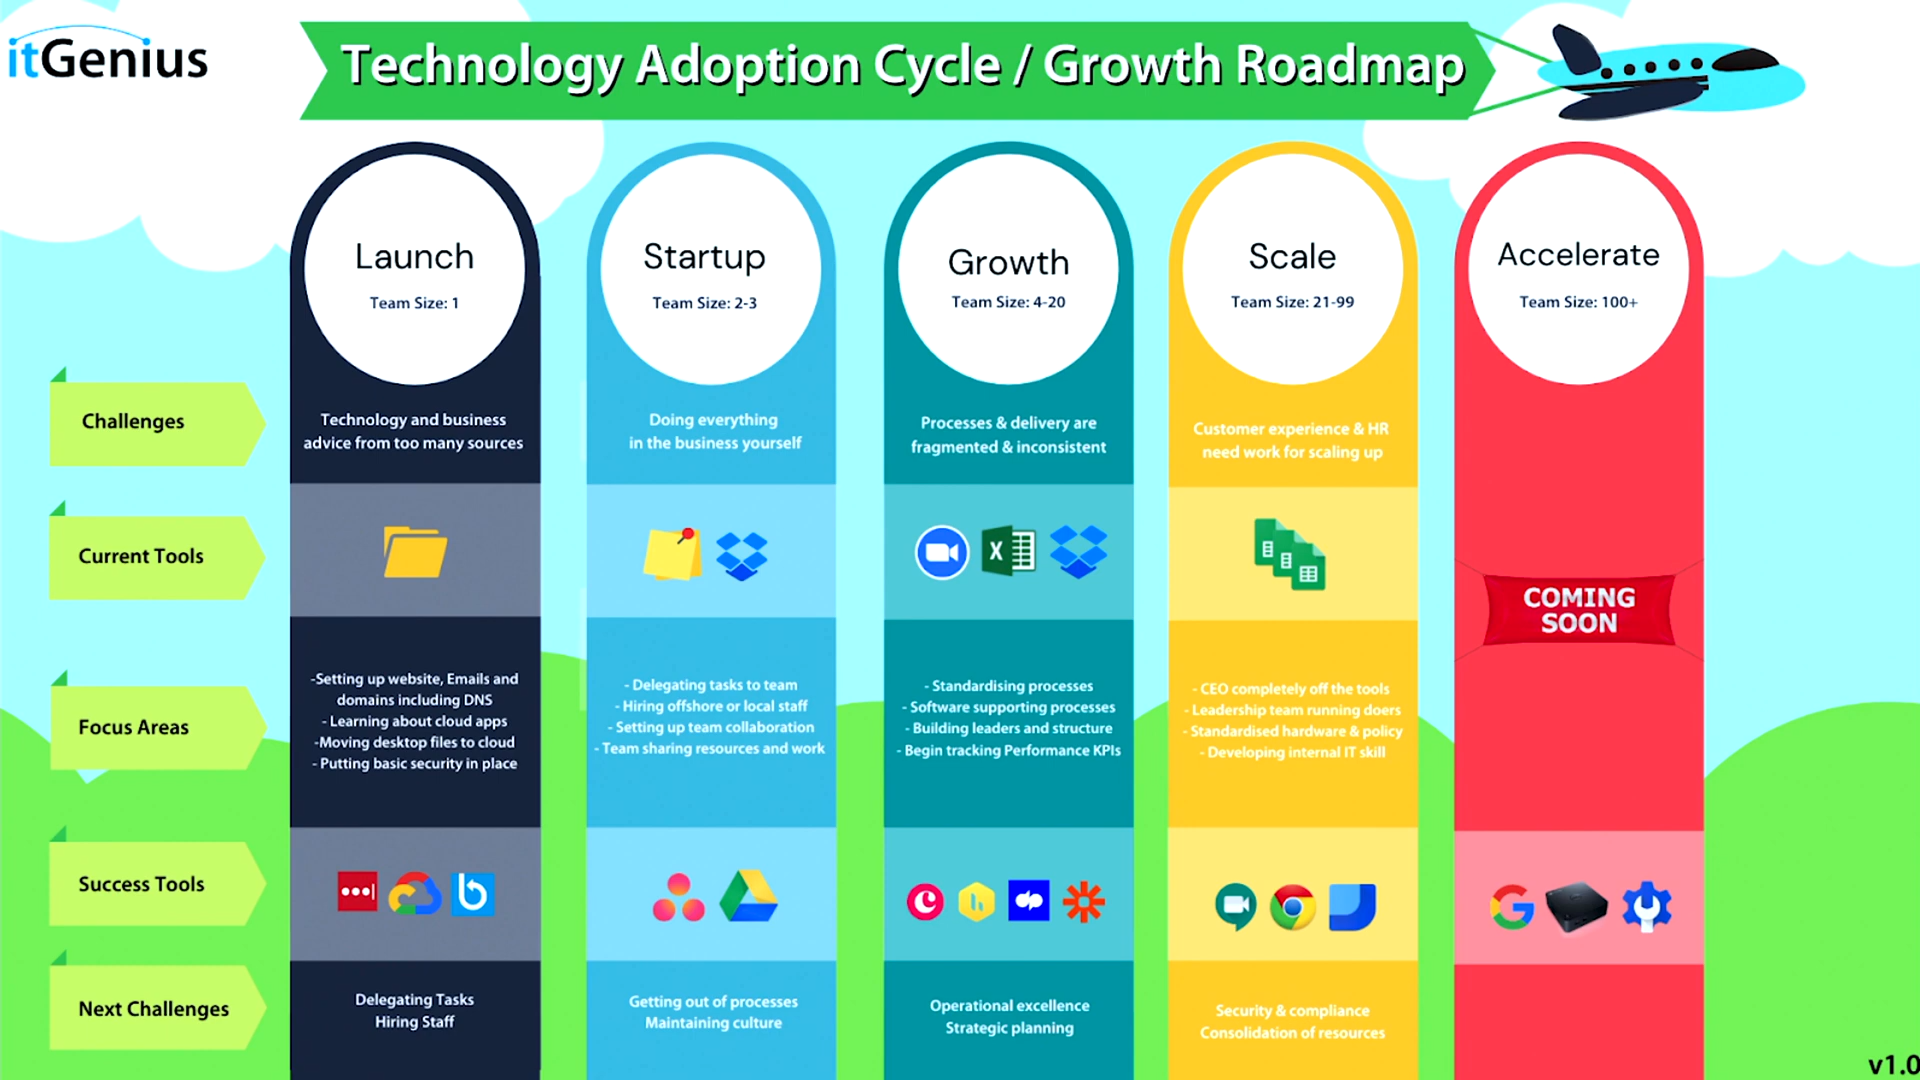 itGenius
Technology Adoption Cycle / Growth Roadmap
Launch
Team Size: 1
Startup
Team Size: 2-3
Growth
Team Size: 4-20
Scale
Team Size: 21-99
Accelerate
Team Size: 100+
Challenges
Technology and business
advice from too many sources
Doing everything
in the business yourself
Processes & delivery are
fragmented & inconsistent
Customer experience & HR
need work for scaling up
Current Tools
X
COMING
SOON
Focus Areas
-Setting up website, Emails and
domains including DNS
- Learning about cloud apps
-Moving desktop files to cloud
- Putting basic security in place
- Delegating tasks to team
- Hiring offshore or local staff
- Setting up team collaboration
- Team sharing resources and work
- Standardising processes
- Software supporting processes
- Building leaders and structure
- Begin tracking Performance KPIs
- CEO completely off the tools
- Leadership team running doers
- Standardised hardware & policy
- Developing internal IT skill
Success Tools
Next Challenges
Delegating Tasks
Hiring Staff
Getting out of processes
Maintaining culture
Operational excellence
Strategic planning
Security & compliance
Consolidation of resources
v1.0